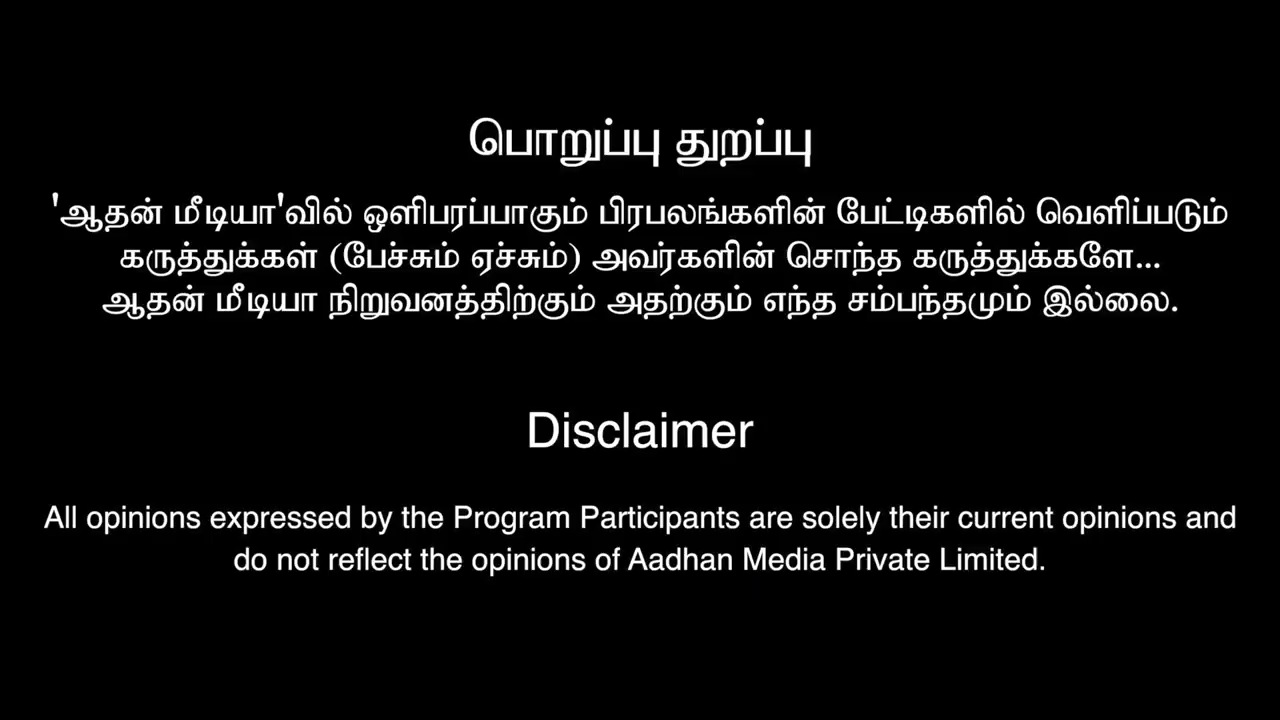 பொறுப்பு துறப்பு
'ஆதன் மீடியா'வில் ஒளிபரப்பாகும் பிரபலங்களின் பேட்டிகளில் வெளிப்படும்
கருத்துக்கள் (பேச்சும் ஏச்சும்) அவர்களின் சொந்த கருத்துக்களே...
ஆதன் மீடியா நிறுவனத்திற்கும் அதற்கும் எந்த சம்பந்தமும் இல்லை.
Disclaimer
All opinions expressed by the Program Participants are solely their current opinions and
do not reflect the opinions of Aadhan Media Private Limited.